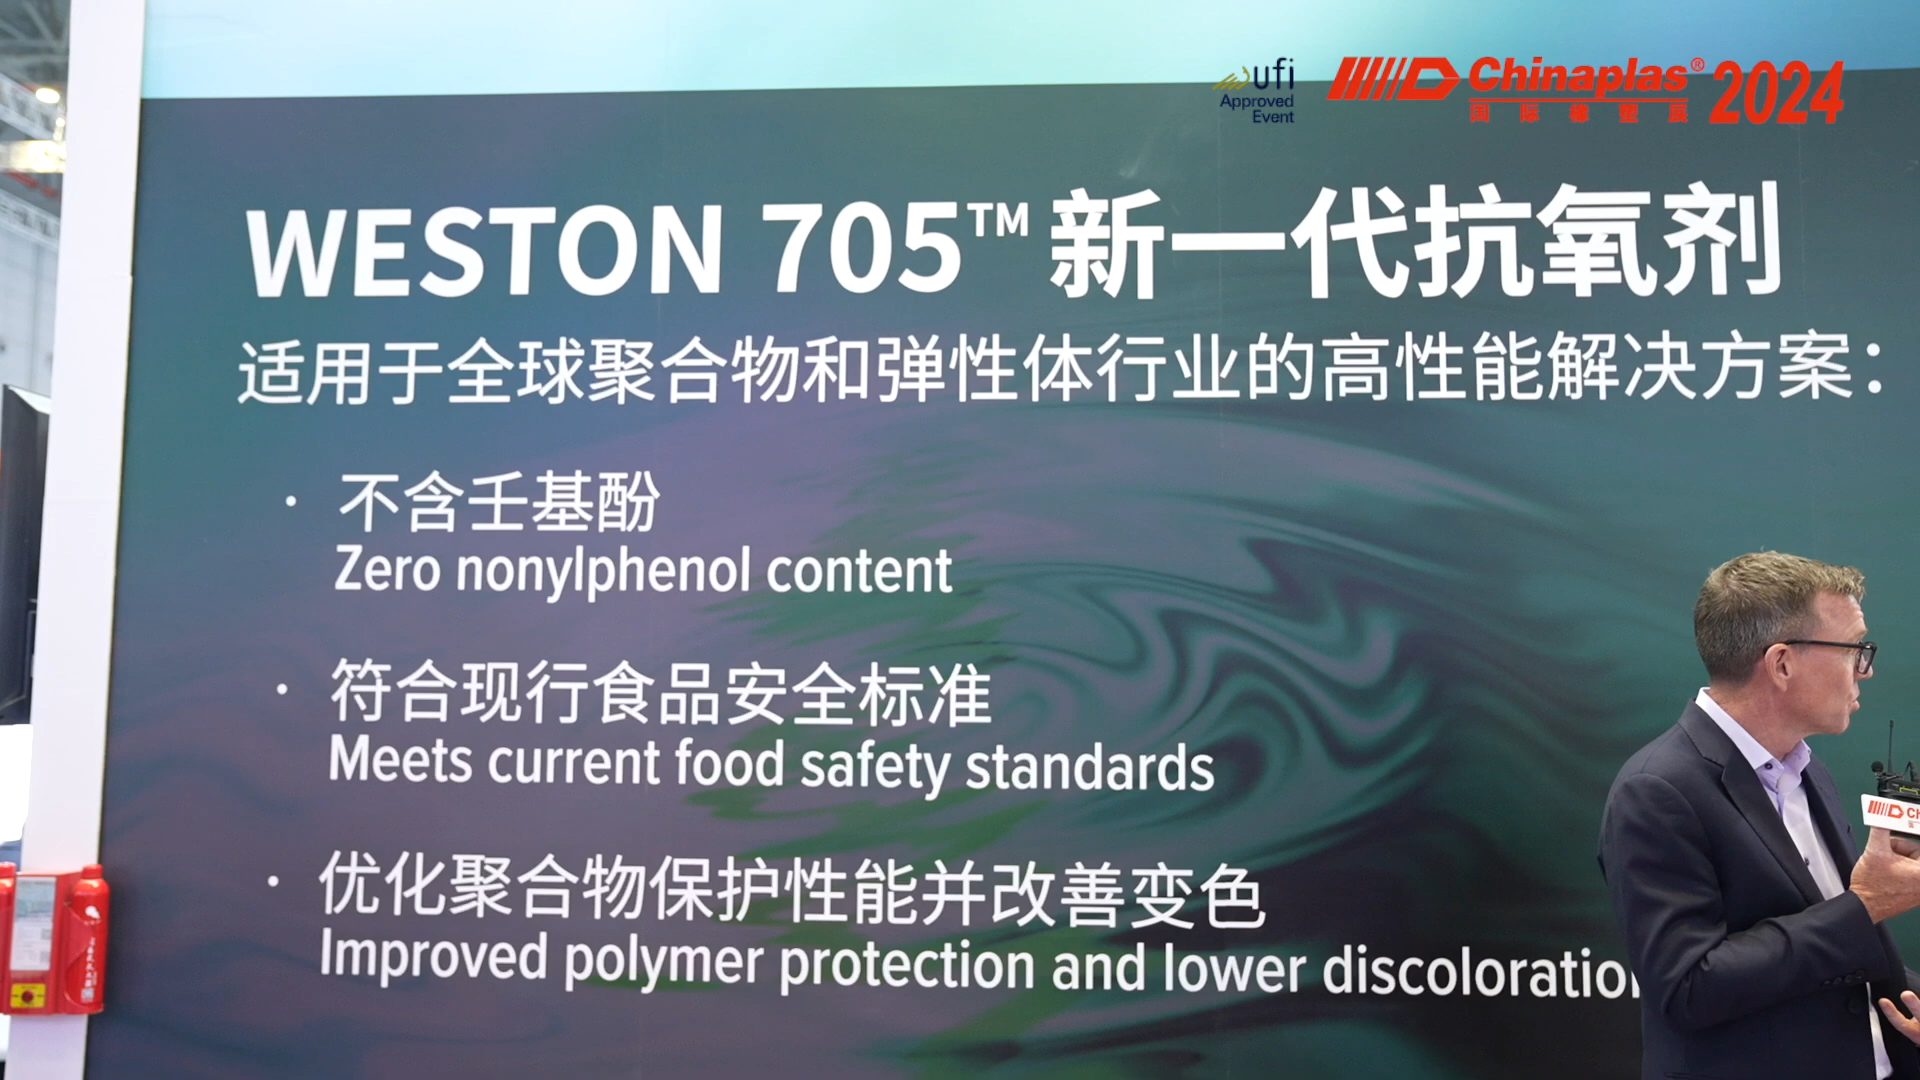 ufi
Approved
Event
Chinaplas® 2024
国际橡塑展
WESTON 705™ 新一代抗氧剂
适用于全球聚合物和弹性体行业的高性能解决方案：
· 不含壬基酚
Zero nonylphenol content
· 符合现行食品安全标准
Meets current food safety standards
· 优化聚合物保护性能并改善变色
Improved polymer protection and lower discoloratio
Ch